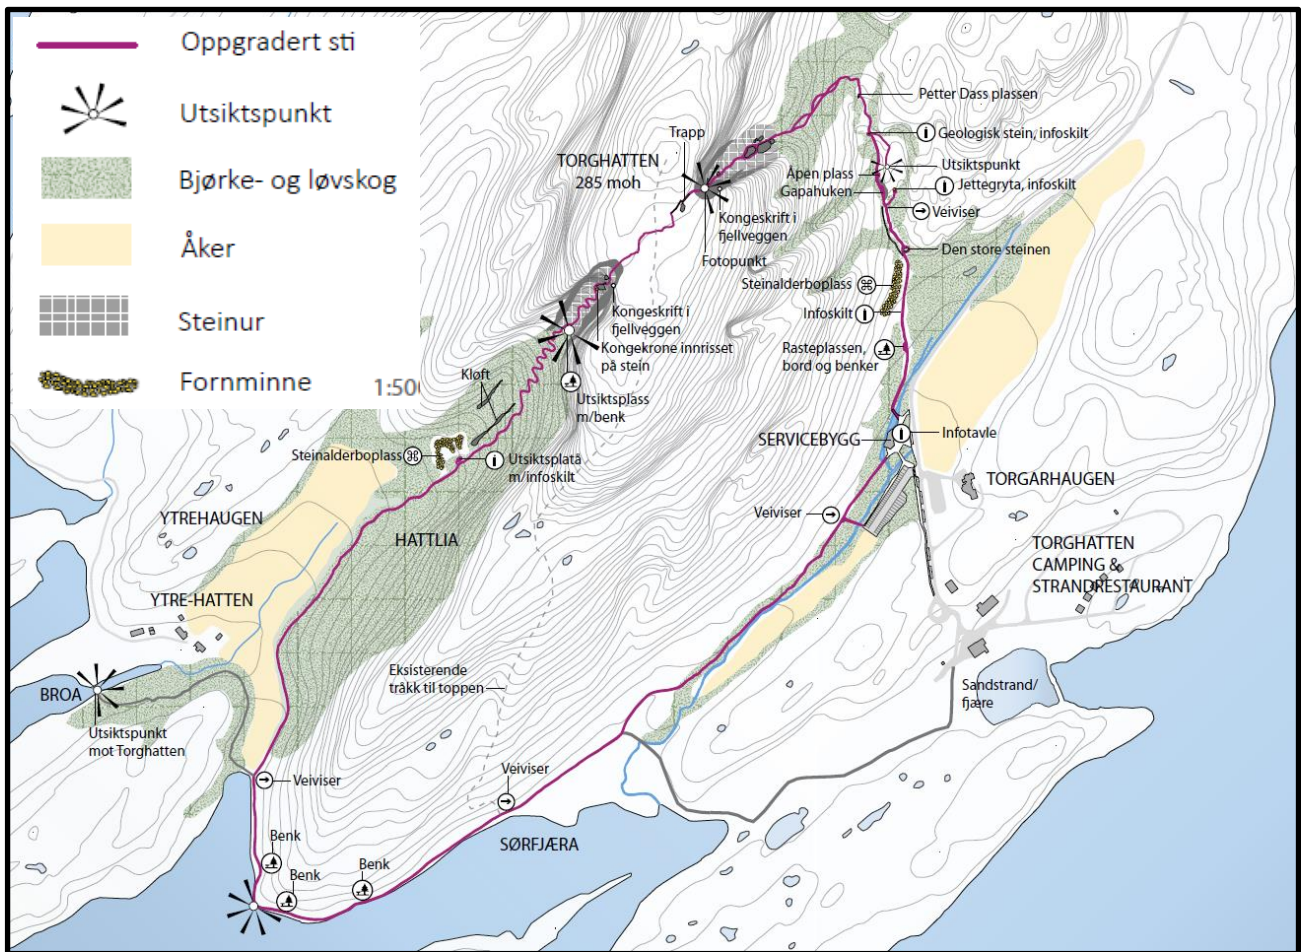 Oppgradert sti
Utsiktspunkt
Bjørke- og løvskog
Åker
Steinur
Fornminne
1:500
Petter Dass plassen
Trapp
Geologisk stein, infoskilt
TORGHATTEN
285 moh
Utsiktspunkt
Åpen plass
Gapahuken
Jettegryta, infoskilt
Veiviser
Kongeskrift i
fjellveggen
Fotopunkt
Den store steinen
Steinalderboplass
Infoskilt
Kongeskrift i
fjellveggen
Kongekrone innrisset
på stein
Rasteplassen,
bord og benker
Kløft
Utsiktsplass
m/benk
SERVICEBYGG
Infotavle
Steinalderboplass
Utsiktsplatå
m/infoskilt
TORGARHAUGEN
Veiviser
YTREHAUGEN
HATTLIA
TORGHATTEN
CAMPING &
STRANDRESTAURANT
YTRE-HATTEN
Eksisterende
tråkk til toppen
BROA
Sandstrand/
fjære
Utsiktspunkt
mot Torghatten
Veiviser
Veiviser
Benk
SØRFJÆRA
Benk
Benk